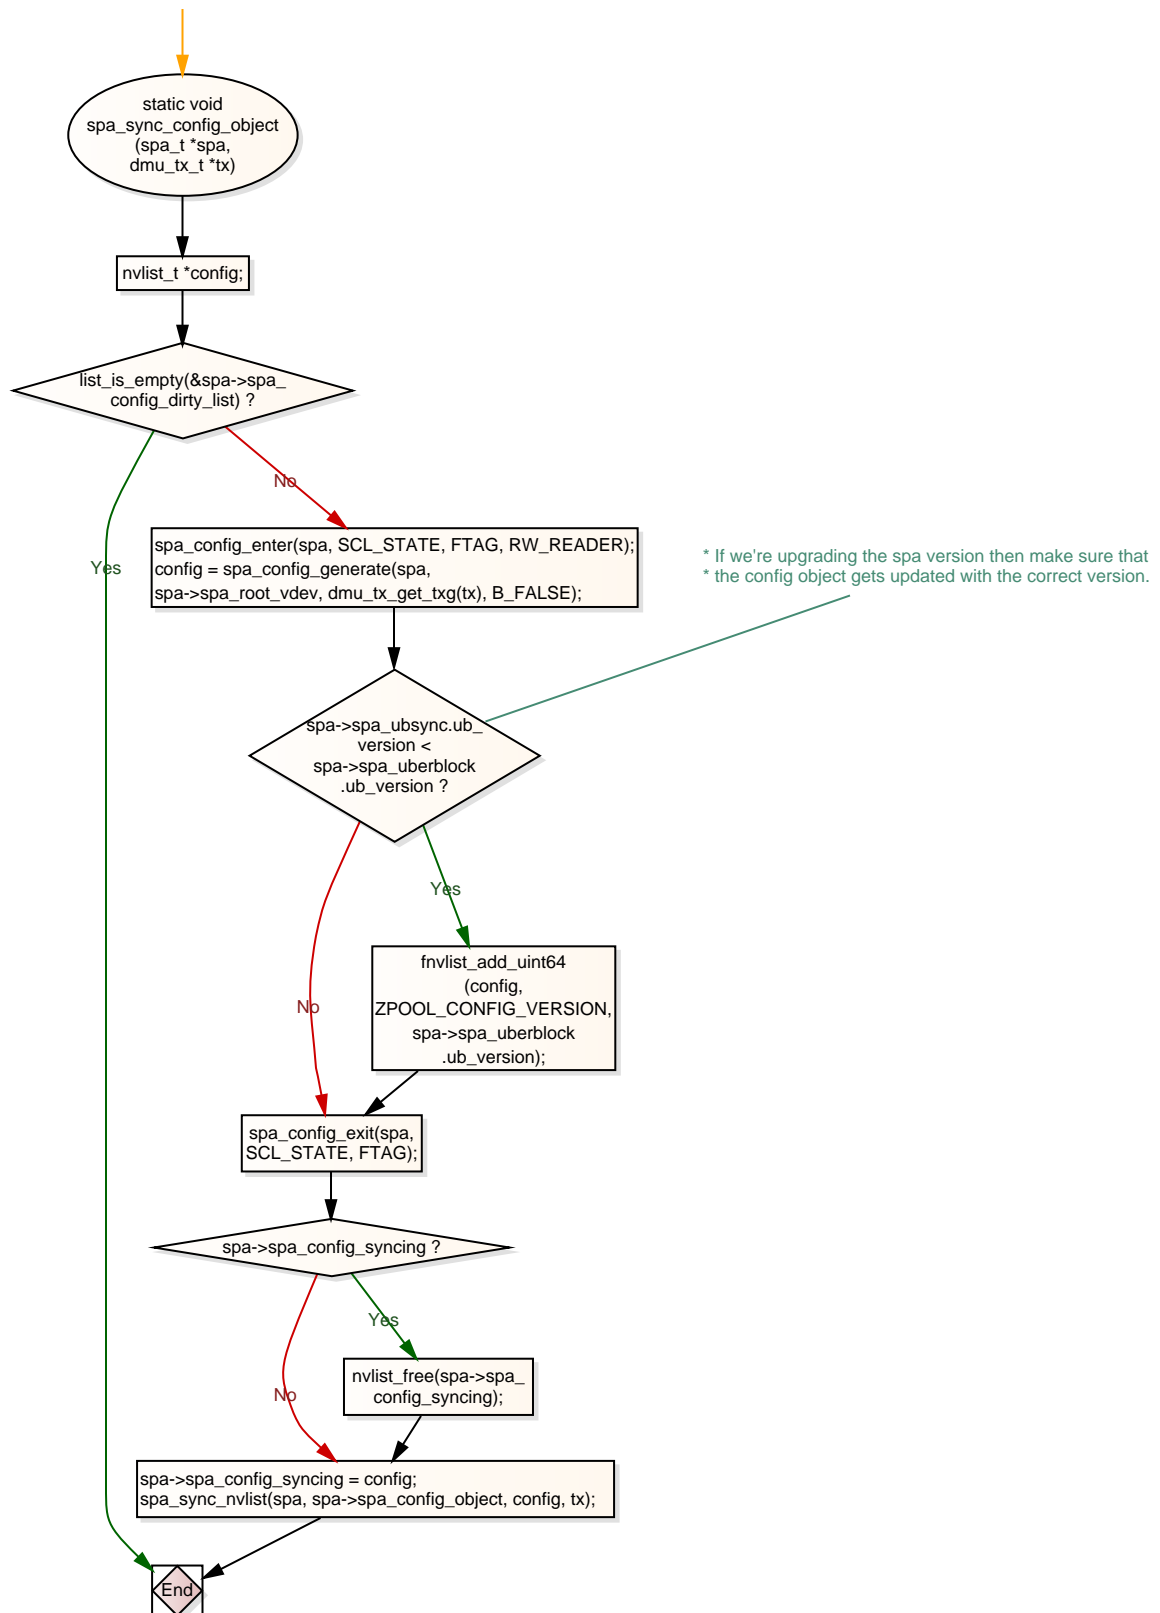 static void
spa_sync_config_object
(spa_t *spa,
dmu_tx_t *tx)
nvlist_t *config;
list_is_empty(&spa->spa_
config_dirty_list) ?
No
Yes
spa_config_enter(spa, SCL_STATE, FTAG, RW_READER);
config = spa_config_generate(spa,
spa->spa_root_vdev, dmu_tx_get_txg(tx), B_FALSE);
* If we're upgrading the spa version then make sure that
* the config object gets updated with the correct version.
spa->spa_ubsync.ub_
version <
spa->spa_uberblock
.ub_version ?
Yes
No
fnvlist_add_uint64
(config,
ZPOOL_CONFIG_VERSION,
spa->spa_uberblock
.ub_version);
spa_config_exit(spa,
SCL_STATE, FTAG);
spa->spa_config_syncing ?
Yes
No
nvlist_free(spa->spa_
config_syncing);
spa->spa_config_syncing = config;
spa_sync_nvlist(spa, spa->spa_config_object, config, tx);
End